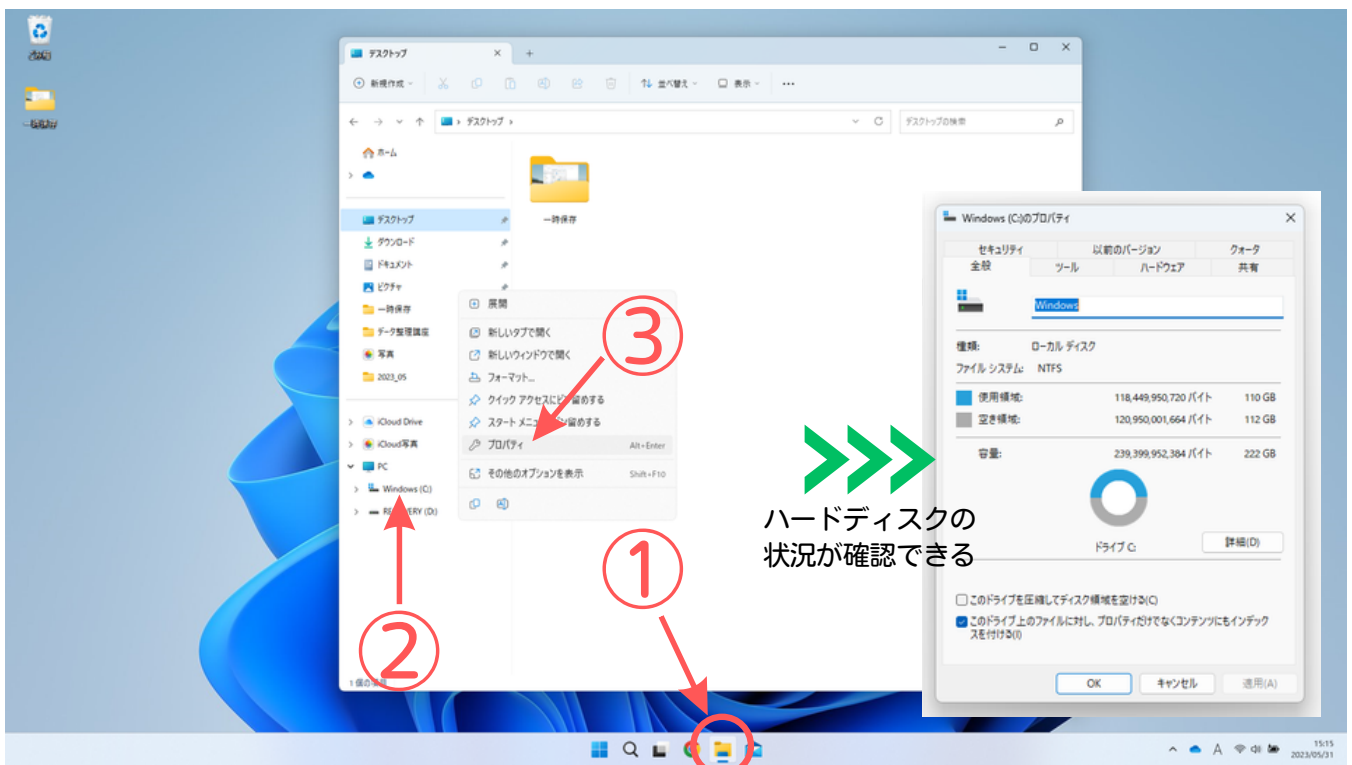 ごみ箱
一時保存
デスクトップ
新規作成
並べ替え
表示
デスクトップ
デスクトップの検索
ホーム
デスクトップ
ダウンロード
ドキュメント
ピクチャ
一時保存
データ整理講座
写真
2023_05
iCloud Drive
iCloud写真
PC
Windows (C:)
(D:)
一時保存
展開
新しいタブで開く
新しいウィンドウで開く
フォーマット...
クイック アクセスにピン留めする
スタート メニューにピン留めする
プロパティ Alt+Enter
その他のオプションを表示 Shift+F10
①
②
③
1 個の項目
ハードディスクの
状況が確認できる
Windows (C:)のプロパティ
セキュリティ 以前のバージョン クォータ
全般 ツール ハードウェア 共有
Windows
種類: ローカル ディスク
ファイル システム: NTFS
使用領域: 118,449,950,720 バイト 110 GB
空き領域: 120,950,001,664 バイト 112 GB
容量: 239,399,952,384 バイト 222 GB
ドライブ C:
詳細(D)
このドライブを圧縮してディスク領域を空ける(C)
このドライブ上のファイルに対し、プロパティだけでなくコンテンツにもインデック
スを付ける(I)
OK キャンセル 適用(A)
A
15:15
2023/05/31